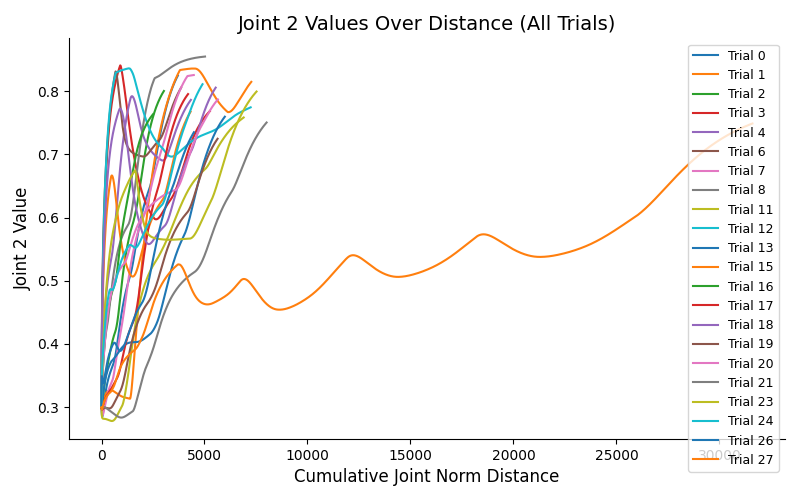 Joint 2 Values Over Distance (All Trials)
Joint 2 Value
0.8
0.7
0.6
0.5
0.4
0.3
0
5000
10000
15000
20000
25000
30000
Cumulative Joint Norm Distance
Trial 0
Trial 1
Trial 2
Trial 3
Trial 4
Trial 6
Trial 7
Trial 8
Trial 11
Trial 12
Trial 13
Trial 15
Trial 16
Trial 17
Trial 18
Trial 19
Trial 20
Trial 21
Trial 23
Trial 24
Trial 26
Trial 27